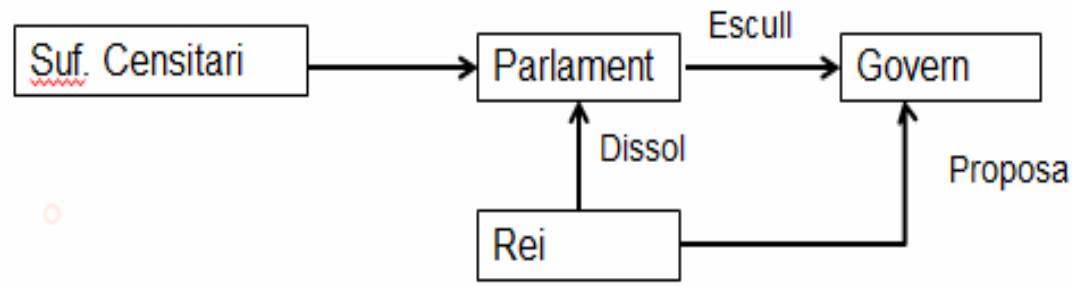 Suf. Censitari
Parlament
Escull
Govern
Dissol
Proposa
Rei